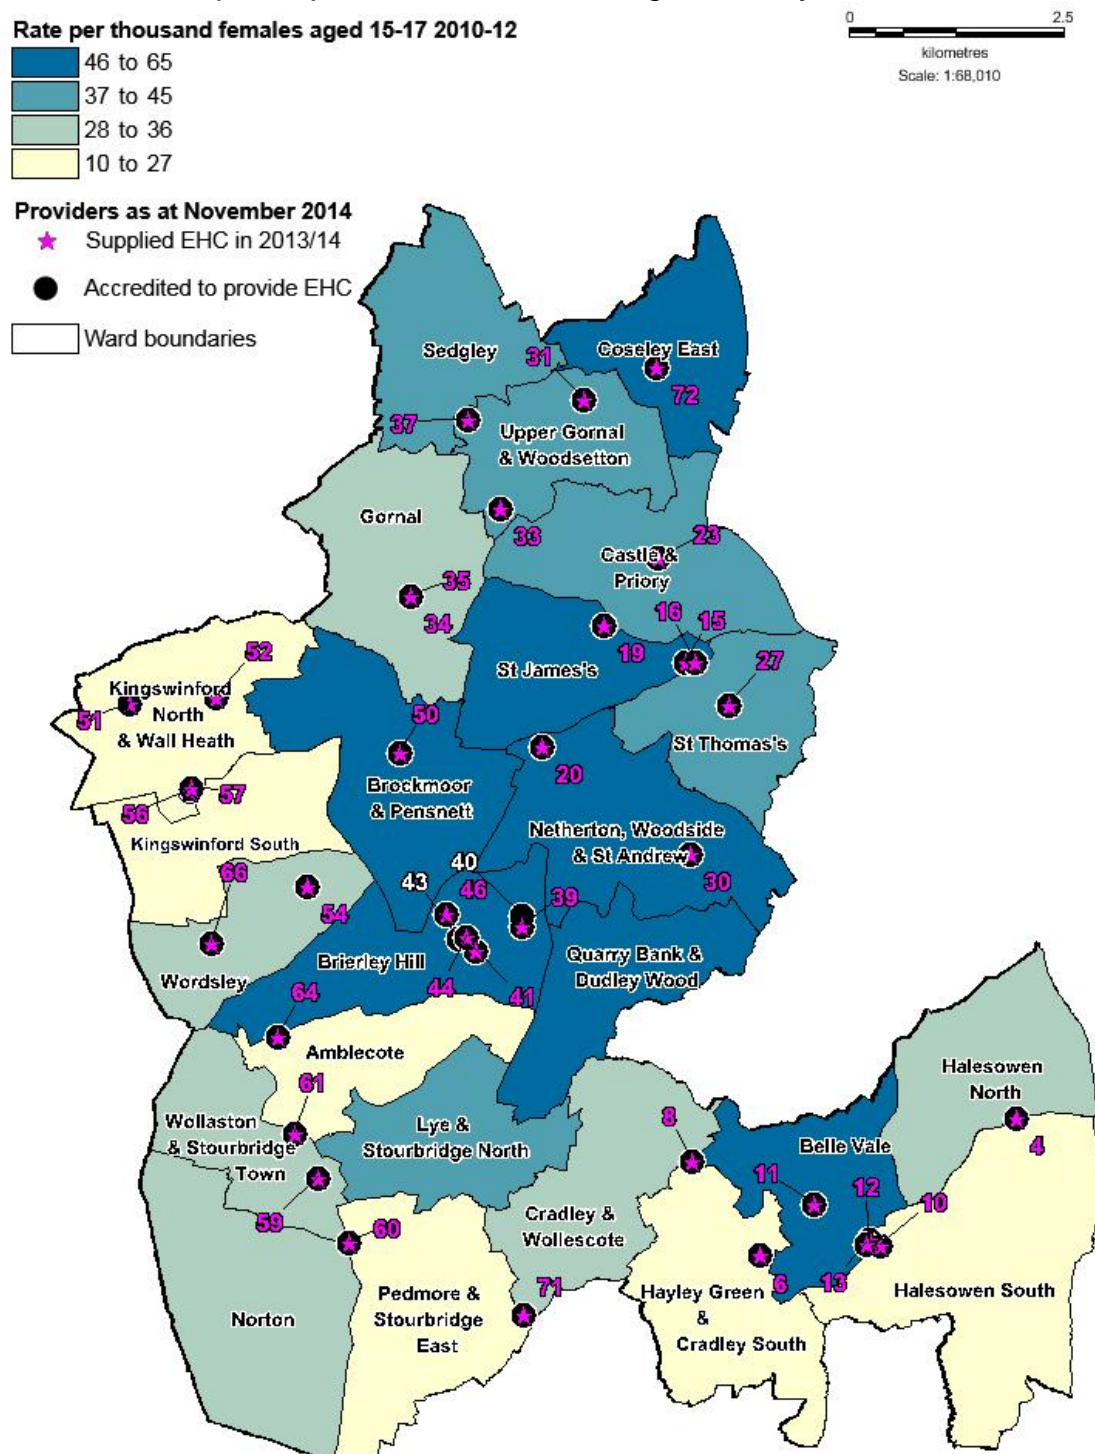 Rate per thousand females aged 15-17 2010-12
46 to 65
37 to 45
28 to 36
10 to 27
0 2.5
kilometres
Scale: 1:68,010
Providers as at November 2014
Supplied EHC in 2013/14
Accredited to provide EHC
Ward boundaries
Sedgley
31
Coseley East
72
37
Upper Gornal
& Woodsetton
Gornal
33
23
Castle &
Priory
35
34
16
15
19
27
52
St James's
Kingswinford
North
& Wall Heath
51
50
St Thomas's
20
Brockmoor
& Pensnett
56
57
Netherton, Woodside
& St Andrew
Kingswinford South
40
43
46
39
30
66
54
Brierley Hill
Quarry Bank &
Dudley Wood
Wordsley
44
41
64
Amblecote
61
Halesowen
North
Wollaston
& Stourbridge
Town
Lye &
Stourbridge North
8
Belle Vale
4
11
12
10
59
60
Cradley &
Wollescote
71
6
13
Pedmore &
Stourbridge
East
Norton
Hayley Green
&
Cradley South
Halesowen South